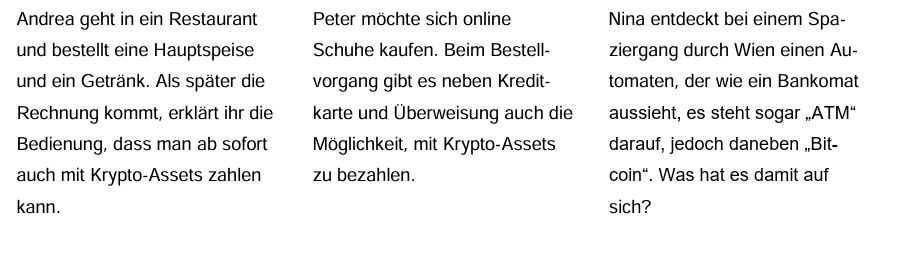 Andrea geht in ein Restaurant
und bestellt eine Hauptspeise
und ein Getränk. Als später die
Rechnung kommt, erklärt ihr die
Bedienung, dass man ab sofort
auch mit Krypto-Assets zahlen
kann.
Peter möchte sich online
Schuhe kaufen. Beim Bestell-
vorgang gibt es neben Kredit-
karte und Überweisung auch die
Möglichkeit, mit Krypto-Assets
zu bezahlen.
Nina entdeckt bei einem Spa-
ziergang durch Wien einen Au-
tomaten, der wie ein Bankomat
aussieht, es steht sogar „ATM“
darauf, jedoch daneben „Bit-
coin“. Was hat es damit auf
sich?